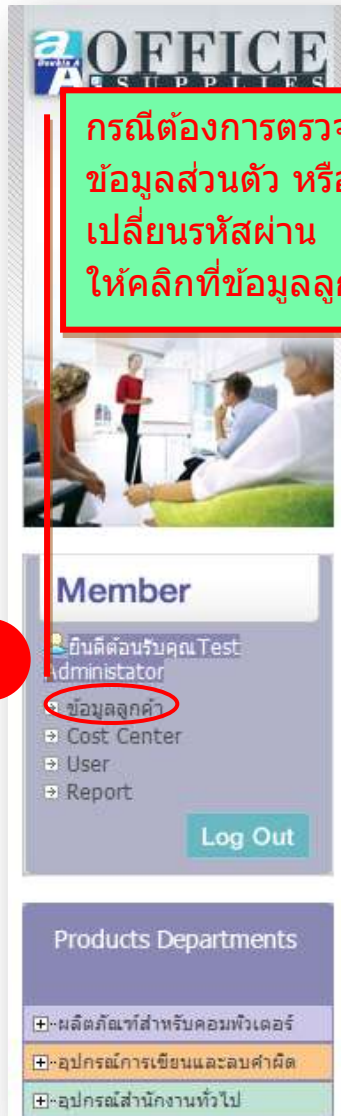 Double A
OFFICE
SUPPLIES
กรณีต้องการตรวจ
ข้อมูลส่วนตัว หรือ
เปลี่ยนรหัสผ่าน
ให้คลิกที่ข้อมูลลูก
Member
ยินดีต้อนรับคุณTest
Administator
ข้อมูลลูกค้า
Cost Center
User
Report
Log Out
Products Departments
ผลิตภัณฑ์สำหรับคอมพิวเตอร์
อุปกรณ์การเขียนและลบคำผิด
อุปกรณ์สำนักงานทั่วไป